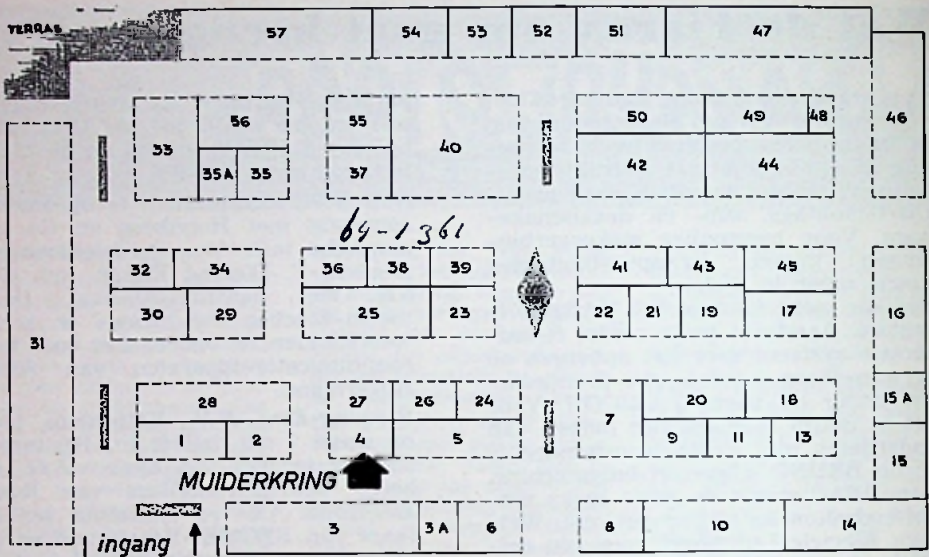 TERRAS
57 54 53 52 51 47
56 55 50 49 48 46
33 40
35A 35 37 42 44
64-1361
32 34 36 38 39 41 43 45
30 29 25 23 22 21 19 17 16
31
28 27 26 24 20 18 15A
1 2 4 5 7 9 11 13 15
MUIDERKRING
3 3A 6 8 10 14
ingang